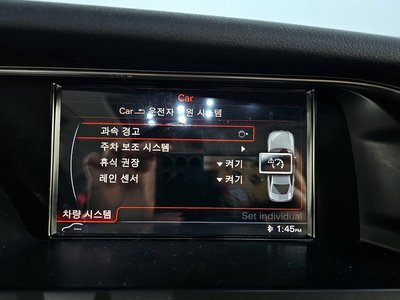 Car
Car 운전자 지원 시스템
과속 경고
주차 보조 시스템
휴식 권장 켜기
레인 센서 켜기
차량 시스템 Set individual
1:45PM